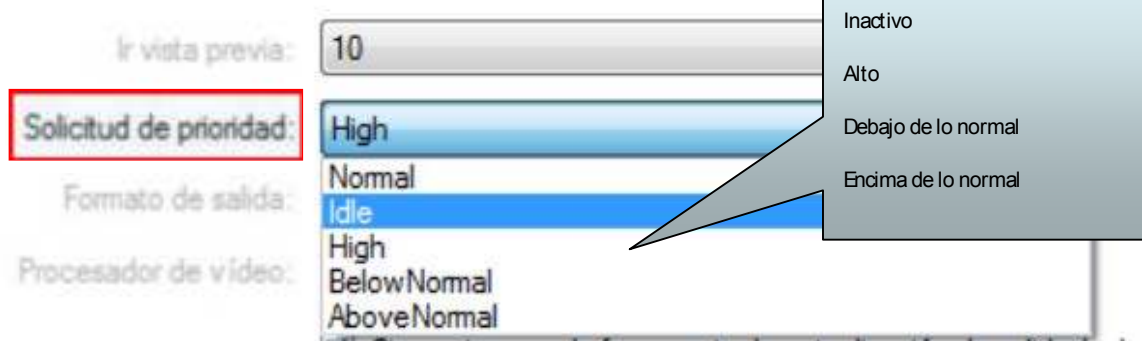 Ir vista previa:
10
Solicitud de prioridad:
High
Formato de salida:
Procesador de vídeo:
Normal
Idle
High
BelowNormal
AboveNormal
Inactivo
Alto
Debajo de lo normal
Encima de lo normal